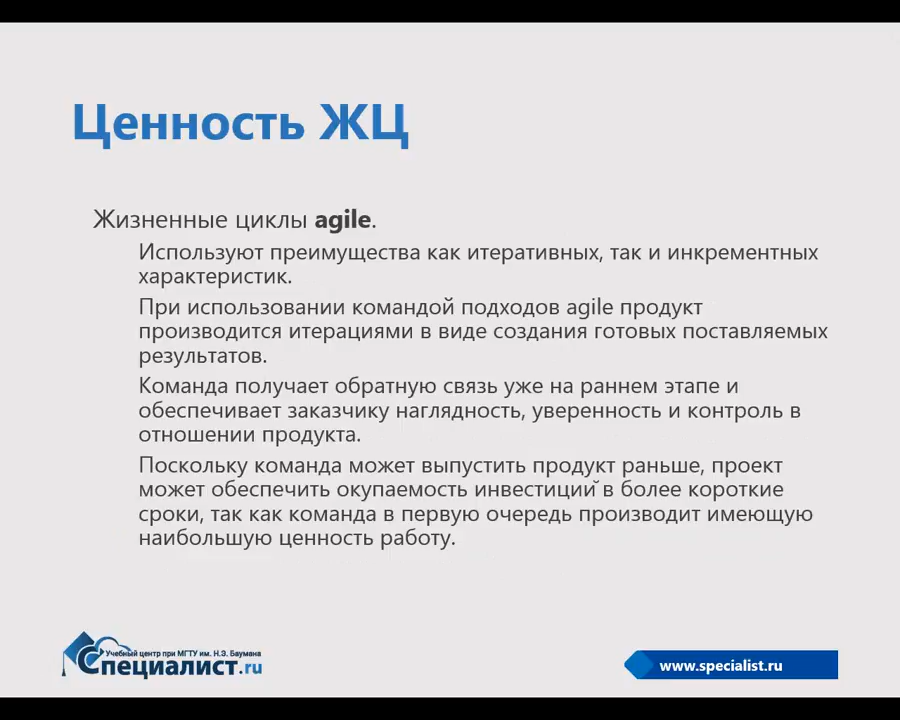 Ценность ЖЦ
Жизненные циклы agile.
Используют преимущества как итеративных, так и инкрементных
характеристик.
При использовании командой подходов agile продукт
производится итерациями в виде создания готовых поставляемых
результатов.
Команда получает обратную связь уже на раннем этапе и
обеспечивает заказчику наглядность, уверенность и контроль в
отношении продукта.
Поскольку команда может выпустить продукт раньше, проект
может обеспечить окупаемость инвестиций в более короткие
сроки, так как команда в первую очередь производит имеющую
наибольшую ценность работу.
Учебный центр при МГТУ им. Н.Э. Баумана
Специалист.ru
www.specialist.ru